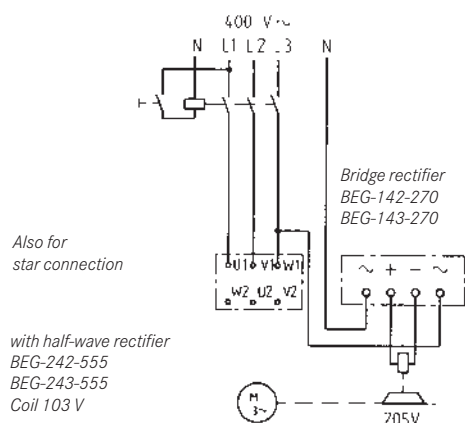 400 V ~
N L1 L2 L3 N
Bridge rectifier
BEG-142-270
BEG-143-270
Also for
star connection
U1 V1 W1
W2 U2 V2
~ + – ~
with half-wave rectifier
BEG-242-555
BEG-243-555
Coil 103 V
M
3~
205V